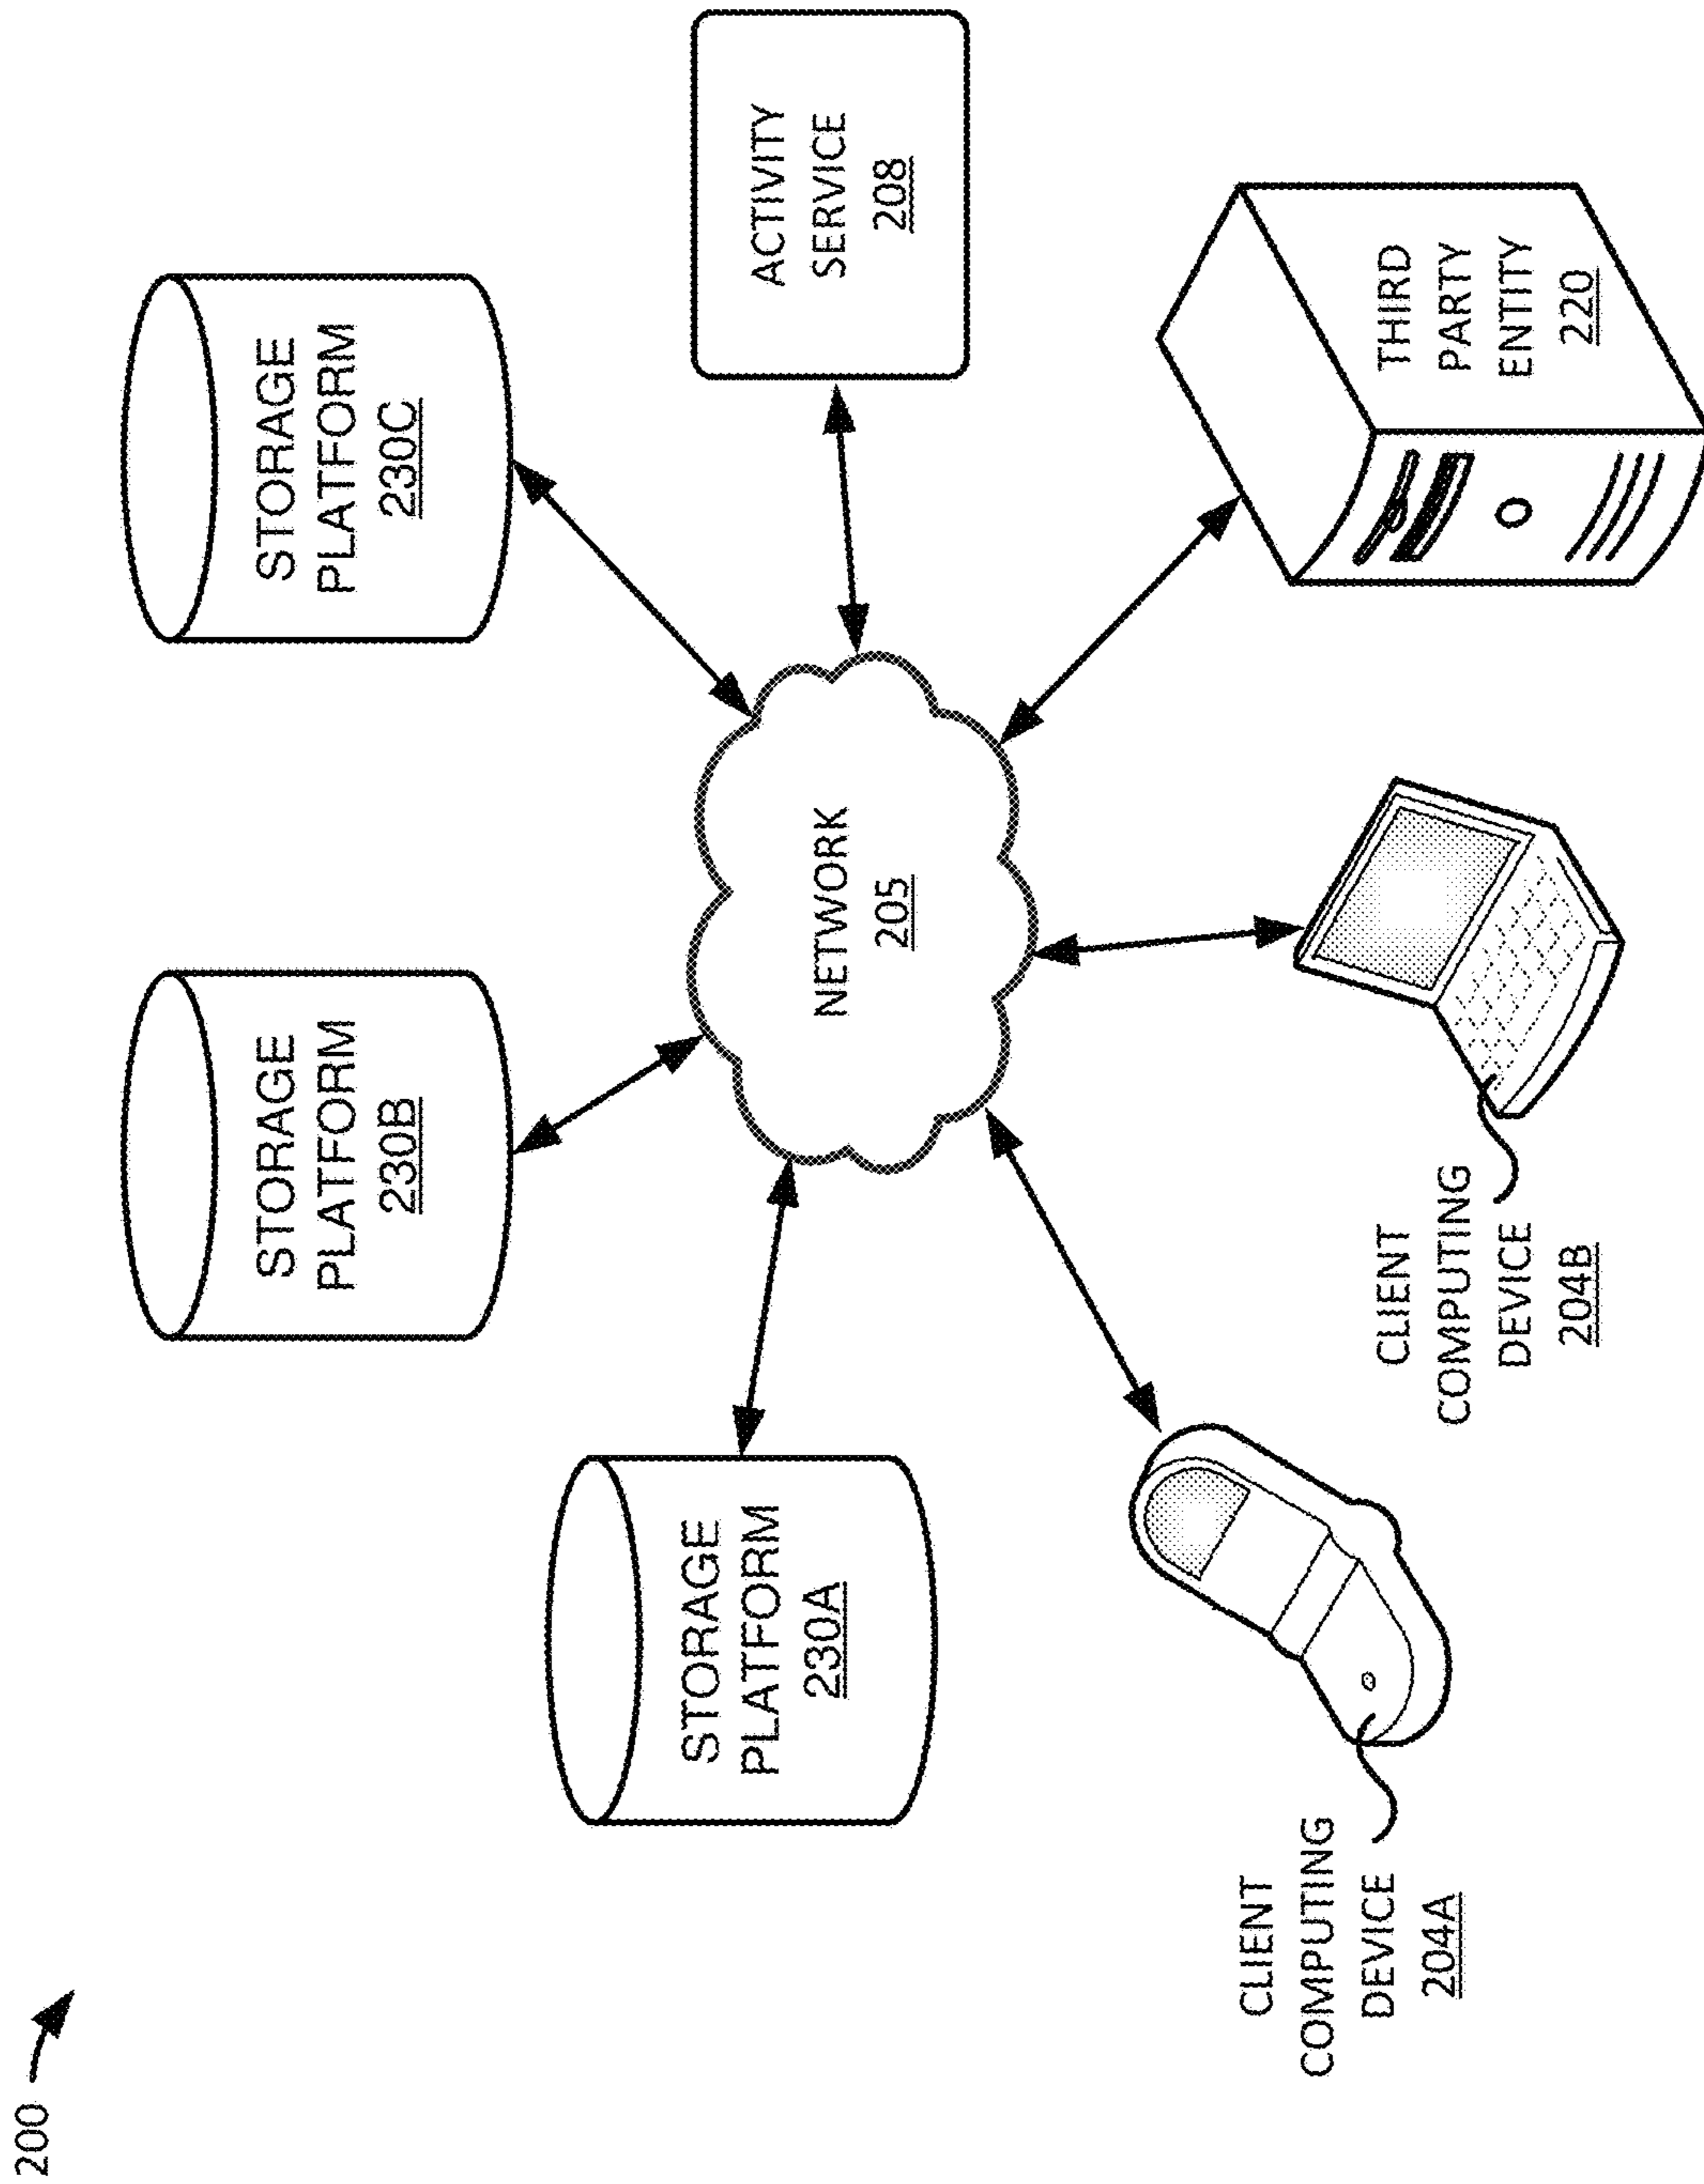 200
STORAGE
PLATFORM
230A
STORAGE
PLATFORM
230B
STORAGE
PLATFORM
230C
NETWORK
205
ACTIVITY
SERVICE
208
CLIENT
COMPUTING
DEVICE
204A
CLIENT
COMPUTING
DEVICE
204B
THIRD
PARTY
ENTITY
220